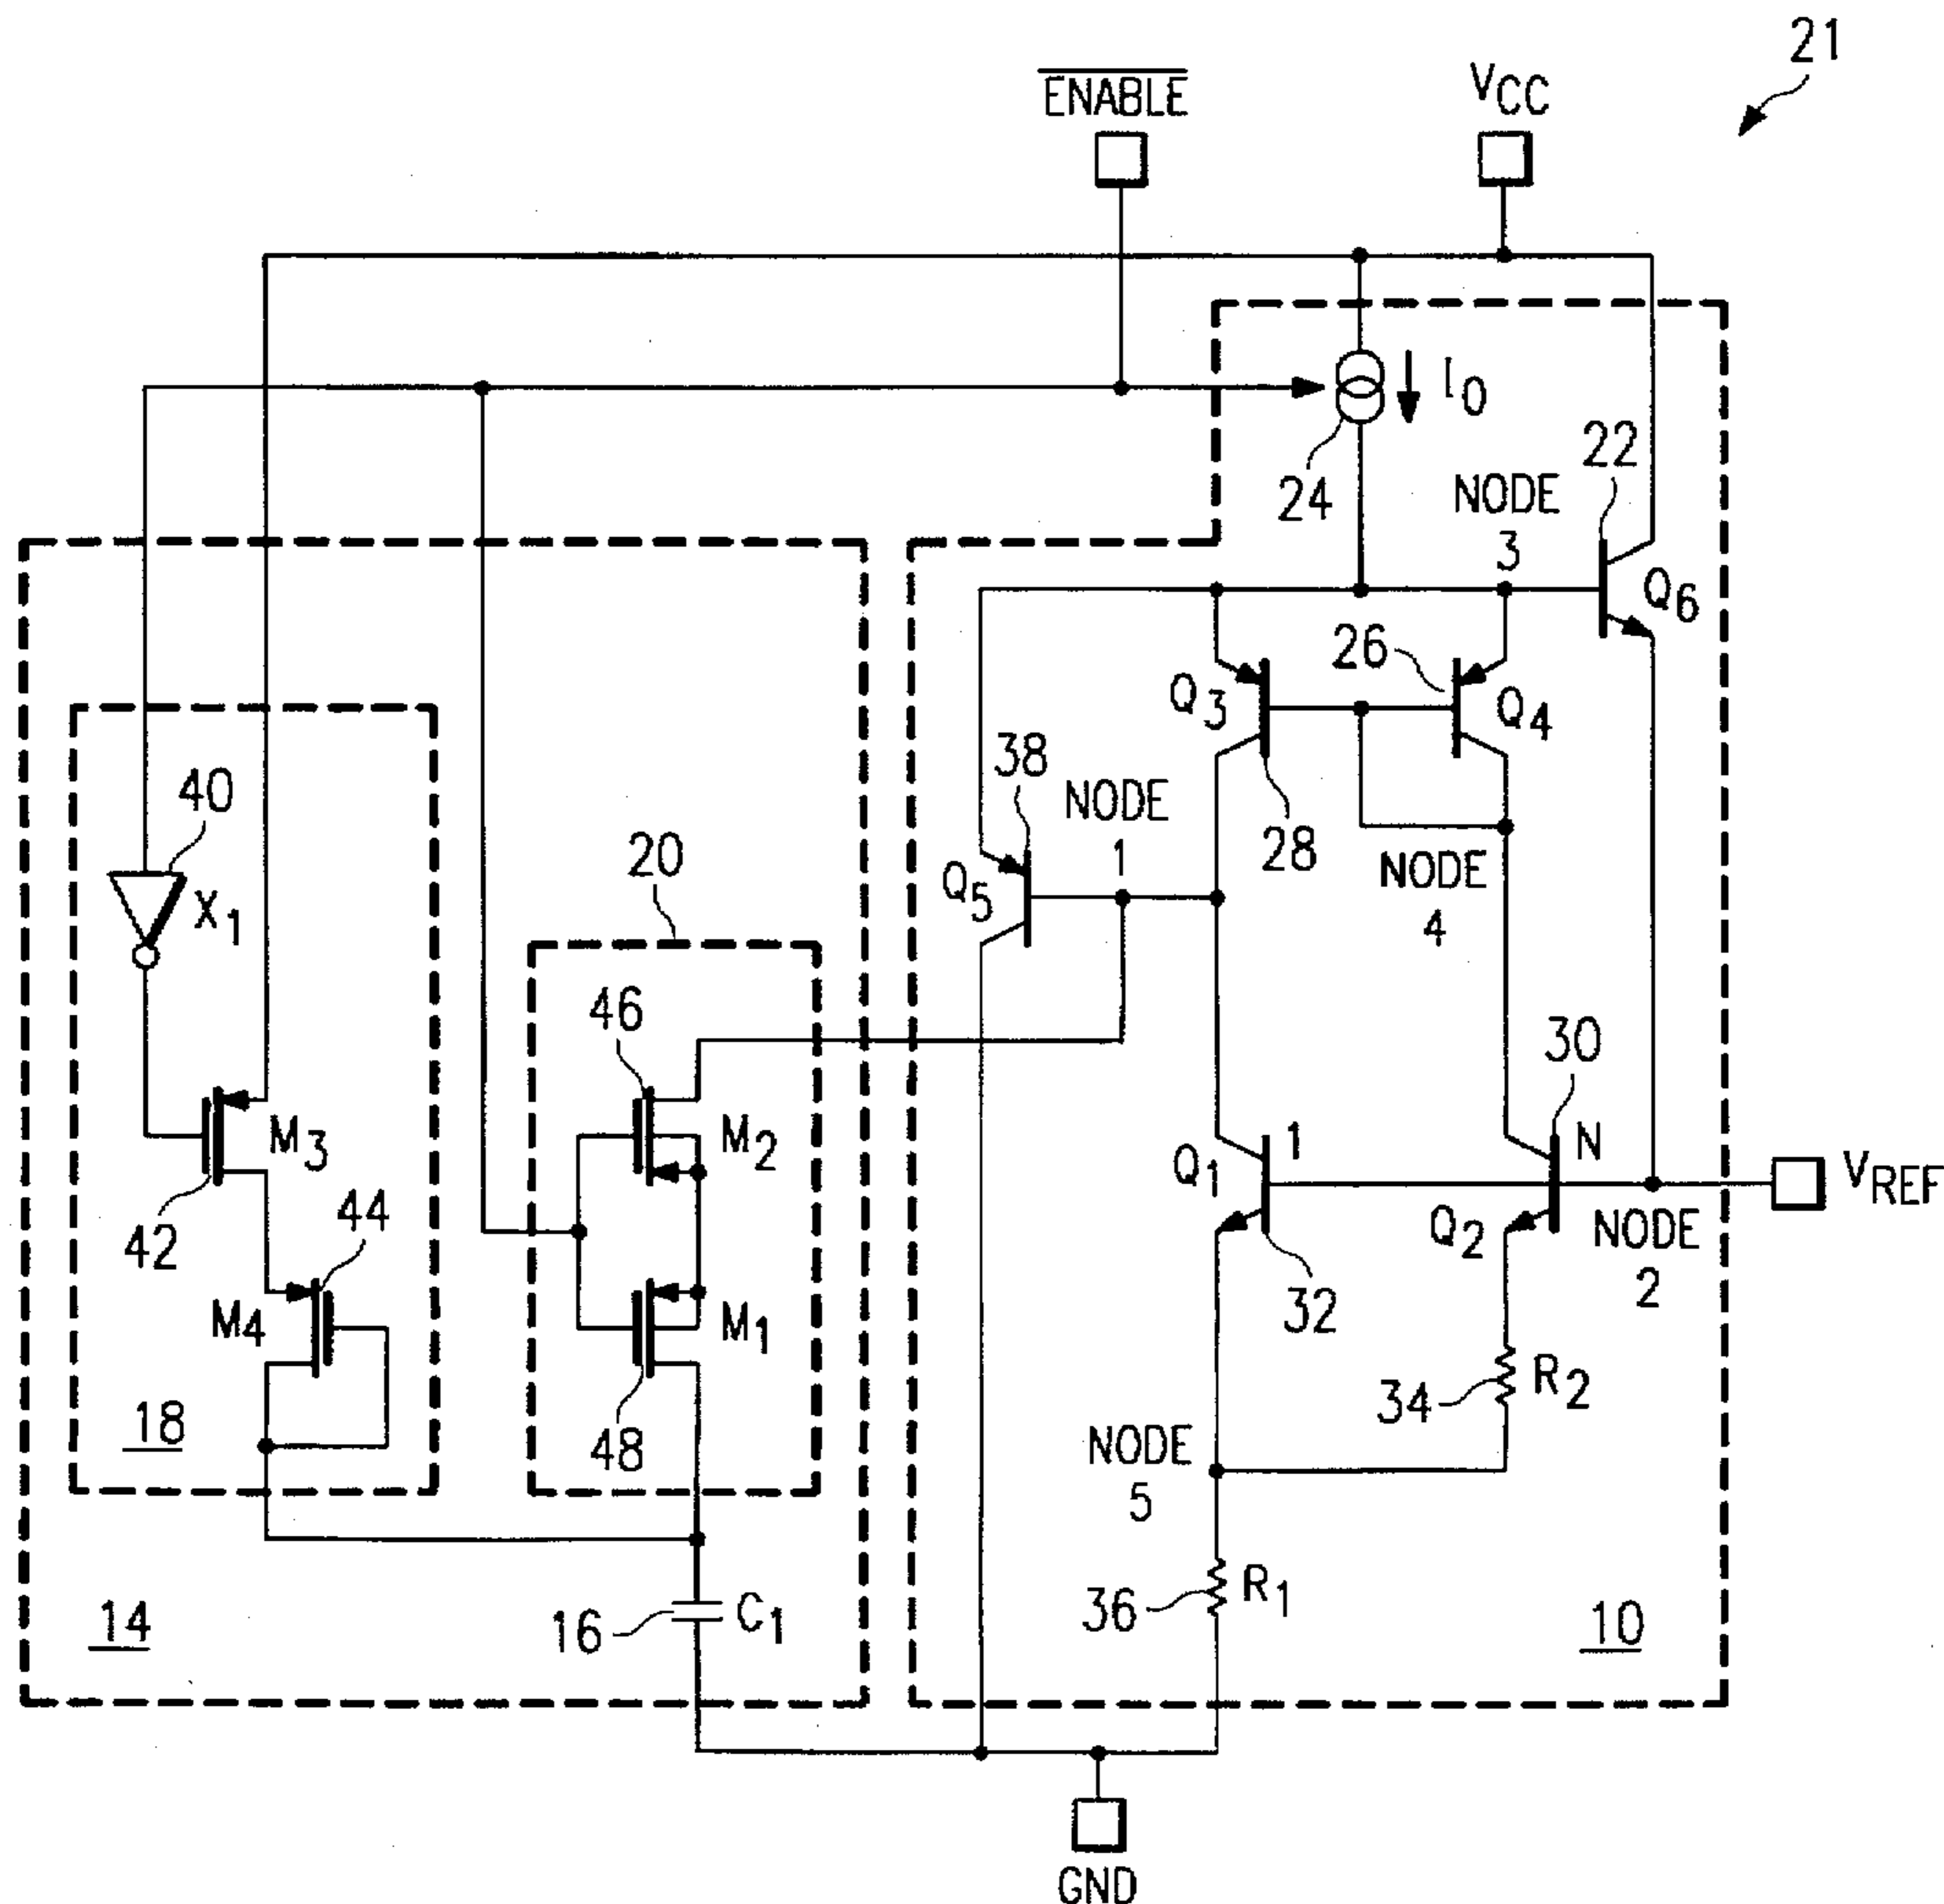 21
ENABLE
VCC
I0
24
NODE
3
22
Q6
Q3
26
Q4
38
NODE
1
28
NODE
4
Q5
40
X1
20
46
M2
M3
42
44
M4
M1
48
18
30
Q1
1
N
Q2
NODE
2
VREF
32
34
R2
NODE
5
36
R1
14
16
C1
10
GND